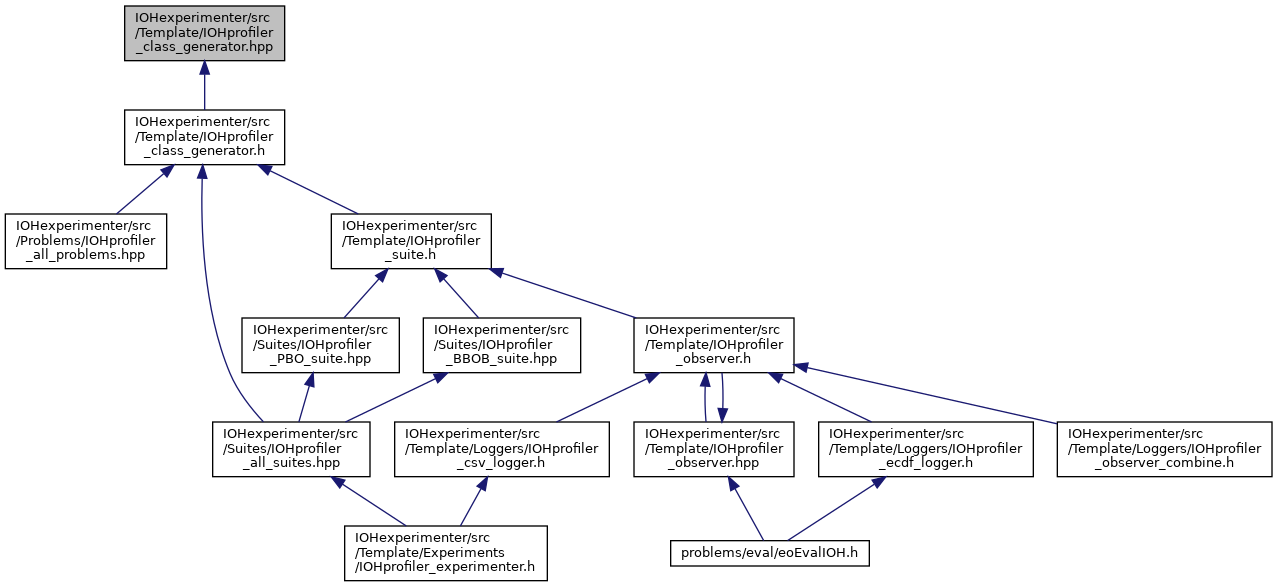 IOHexperimenter/src
/Template/IOHprofiler
_class_generator.hpp
IOHexperimenter/src
/Template/IOHprofiler
_class_generator.h
IOHexperimenter/src
/Problems/IOHprofiler
_all_problems.hpp
IOHexperimenter/src
/Template/IOHprofiler
_suite.h
IOHexperimenter/src
/Suites/IOHprofiler
_PBO_suite.hpp
IOHexperimenter/src
/Suites/IOHprofiler
_BBOB_suite.hpp
IOHexperimenter/src
/Template/IOHprofiler
_observer.h
IOHexperimenter/src
/Suites/IOHprofiler
_all_suites.hpp
IOHexperimenter/src
/Template/Loggers/IOHprofiler
_csv_logger.h
IOHexperimenter/src
/Template/IOHprofiler
_observer.hpp
IOHexperimenter/src
/Template/Loggers/IOHprofiler
_ecdf_logger.h
IOHexperimenter/src
/Template/Loggers/IOHprofiler
_observer_combine.h
IOHexperimenter/src
/Template/Experiments
/IOHprofiler_experimenter.h
problems/eval/eoEvalIOH.h